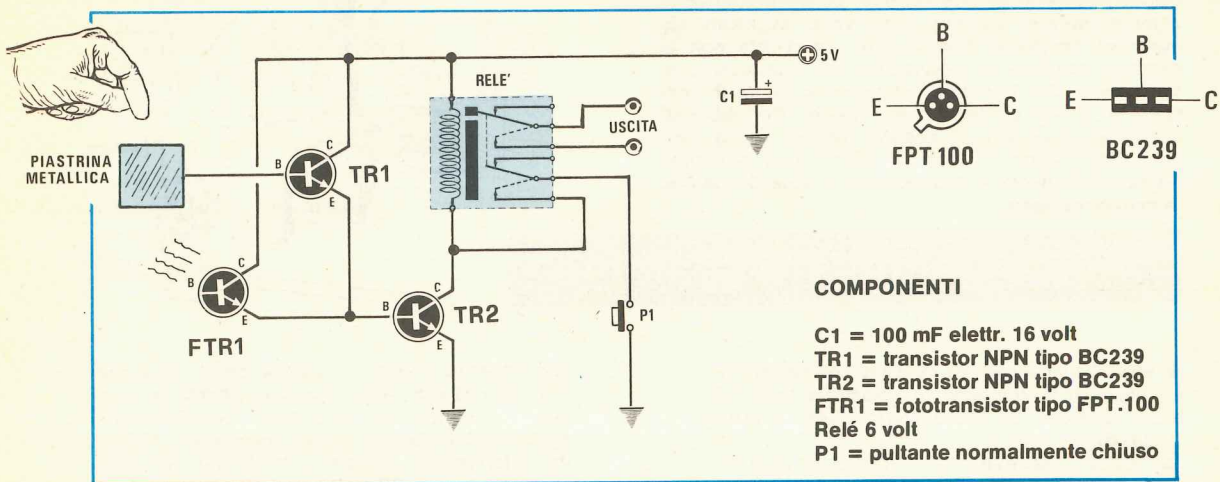 PIASTRINA
METALLICA
B
C
E
TR1
B
C
E
FTR1
B
C
E
TR2
RELE'
USCITA
P1
C1
+
5V
B
E
C
FPT 100
B
E
C
BC239
COMPONENTI
C1 = 100 mF elettr. 16 volt
TR1 = transistor NPN tipo BC239
TR2 = transistor NPN tipo BC239
FTR1 = fototransistor tipo FPT.100
Relé 6 volt
P1 = pultante normalmente chiuso